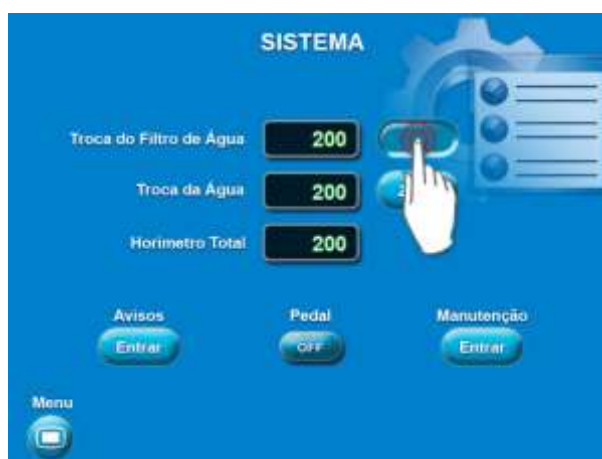 SISTEMA
Troca do Filtro de Água 200
Troca da Água 200
Horímetro Total 200
Avisos Pedal Manutenção
Entrar OFF Entrar
Menu